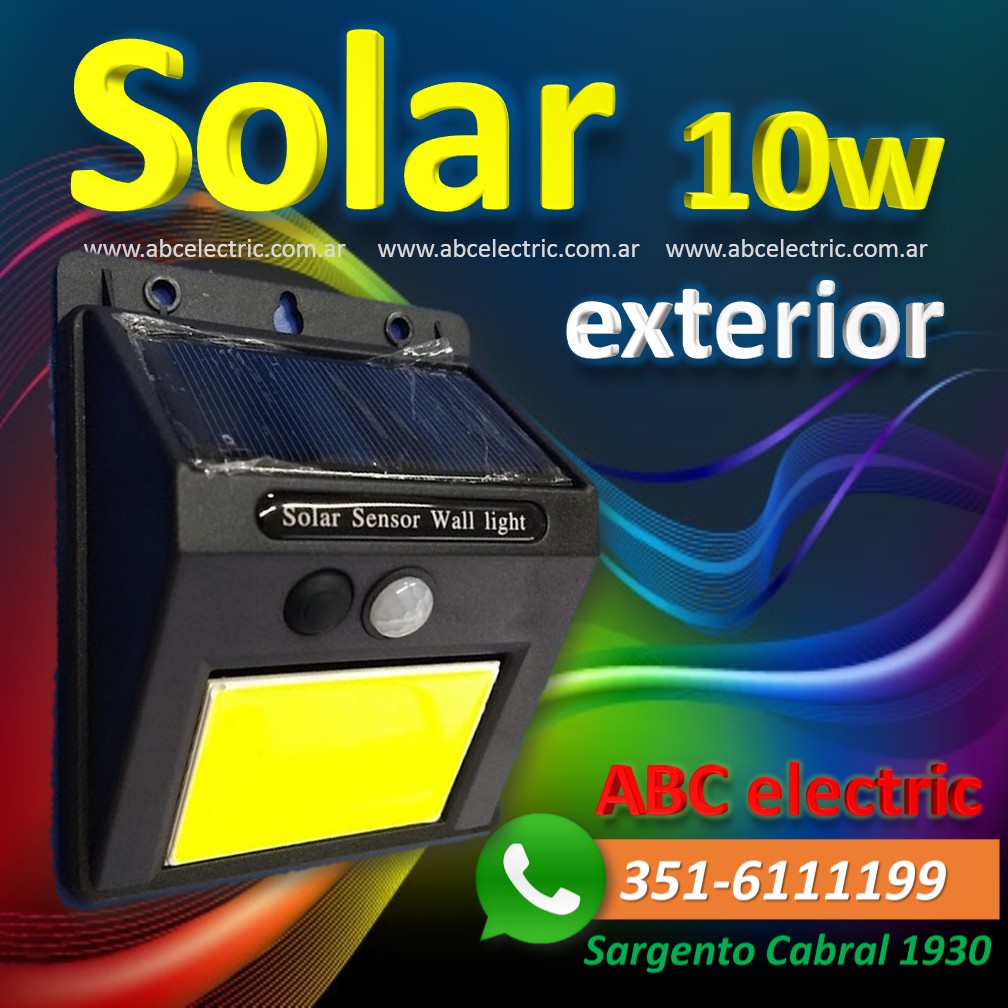 Solar 10w
www.abcelectric.com.ar www.abcelectric.com.ar www.abcelectric.com.ar
exterior
Solar Sensor Wall light
ABC electric
351-6111199
Sargento Cabral 1930